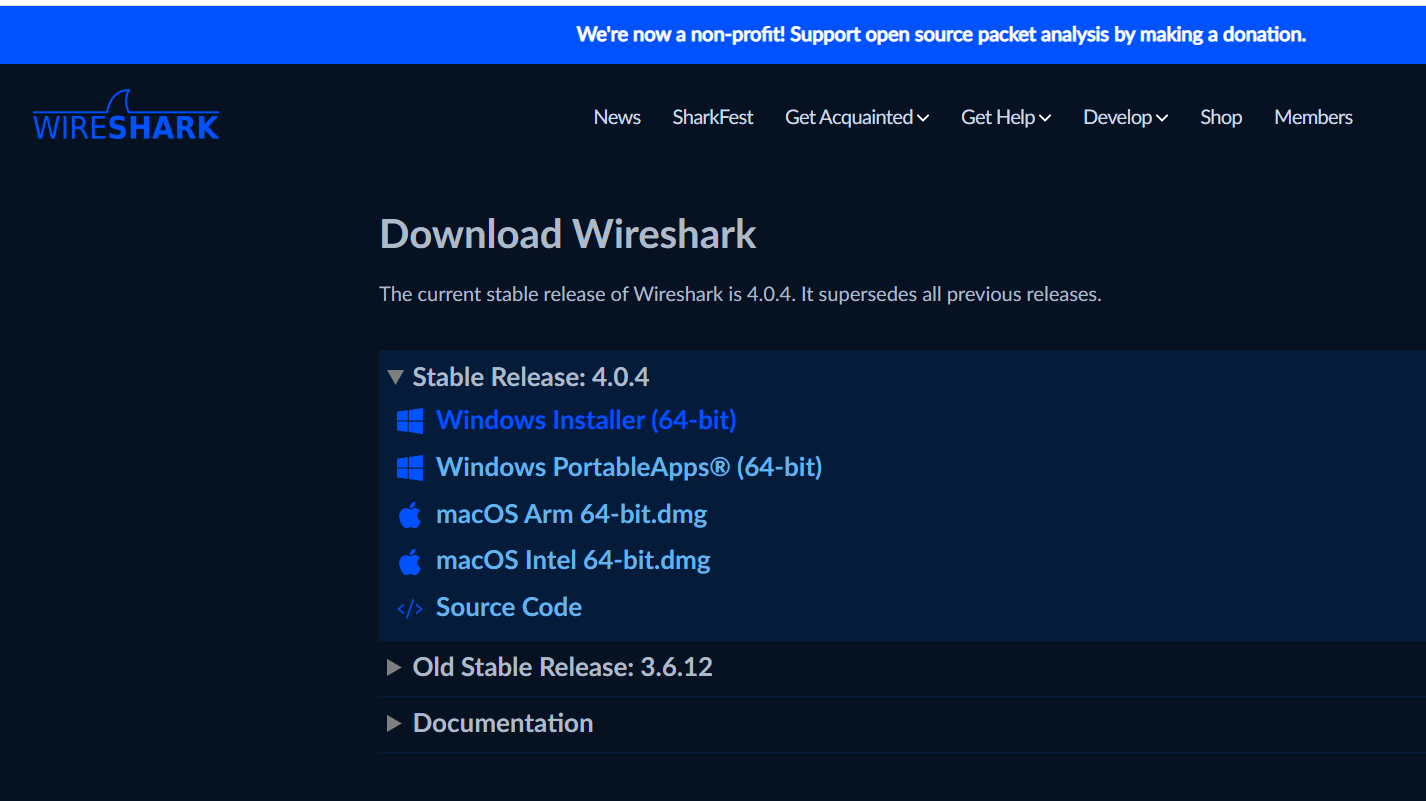 We're now a non-profit! Support open source packet analysis by making a donation.
WIRESHARK
News SharkFest Get Acquainted Get Help Develop Shop Members
Download Wireshark
The current stable release of Wireshark is 4.0.4. It supersedes all previous releases.
Stable Release: 4.0.4
Windows Installer (64-bit)
Windows PortableApps® (64-bit)
macOS Arm 64-bit.dmg
macOS Intel 64-bit.dmg
Source Code
Old Stable Release: 3.6.12
Documentation